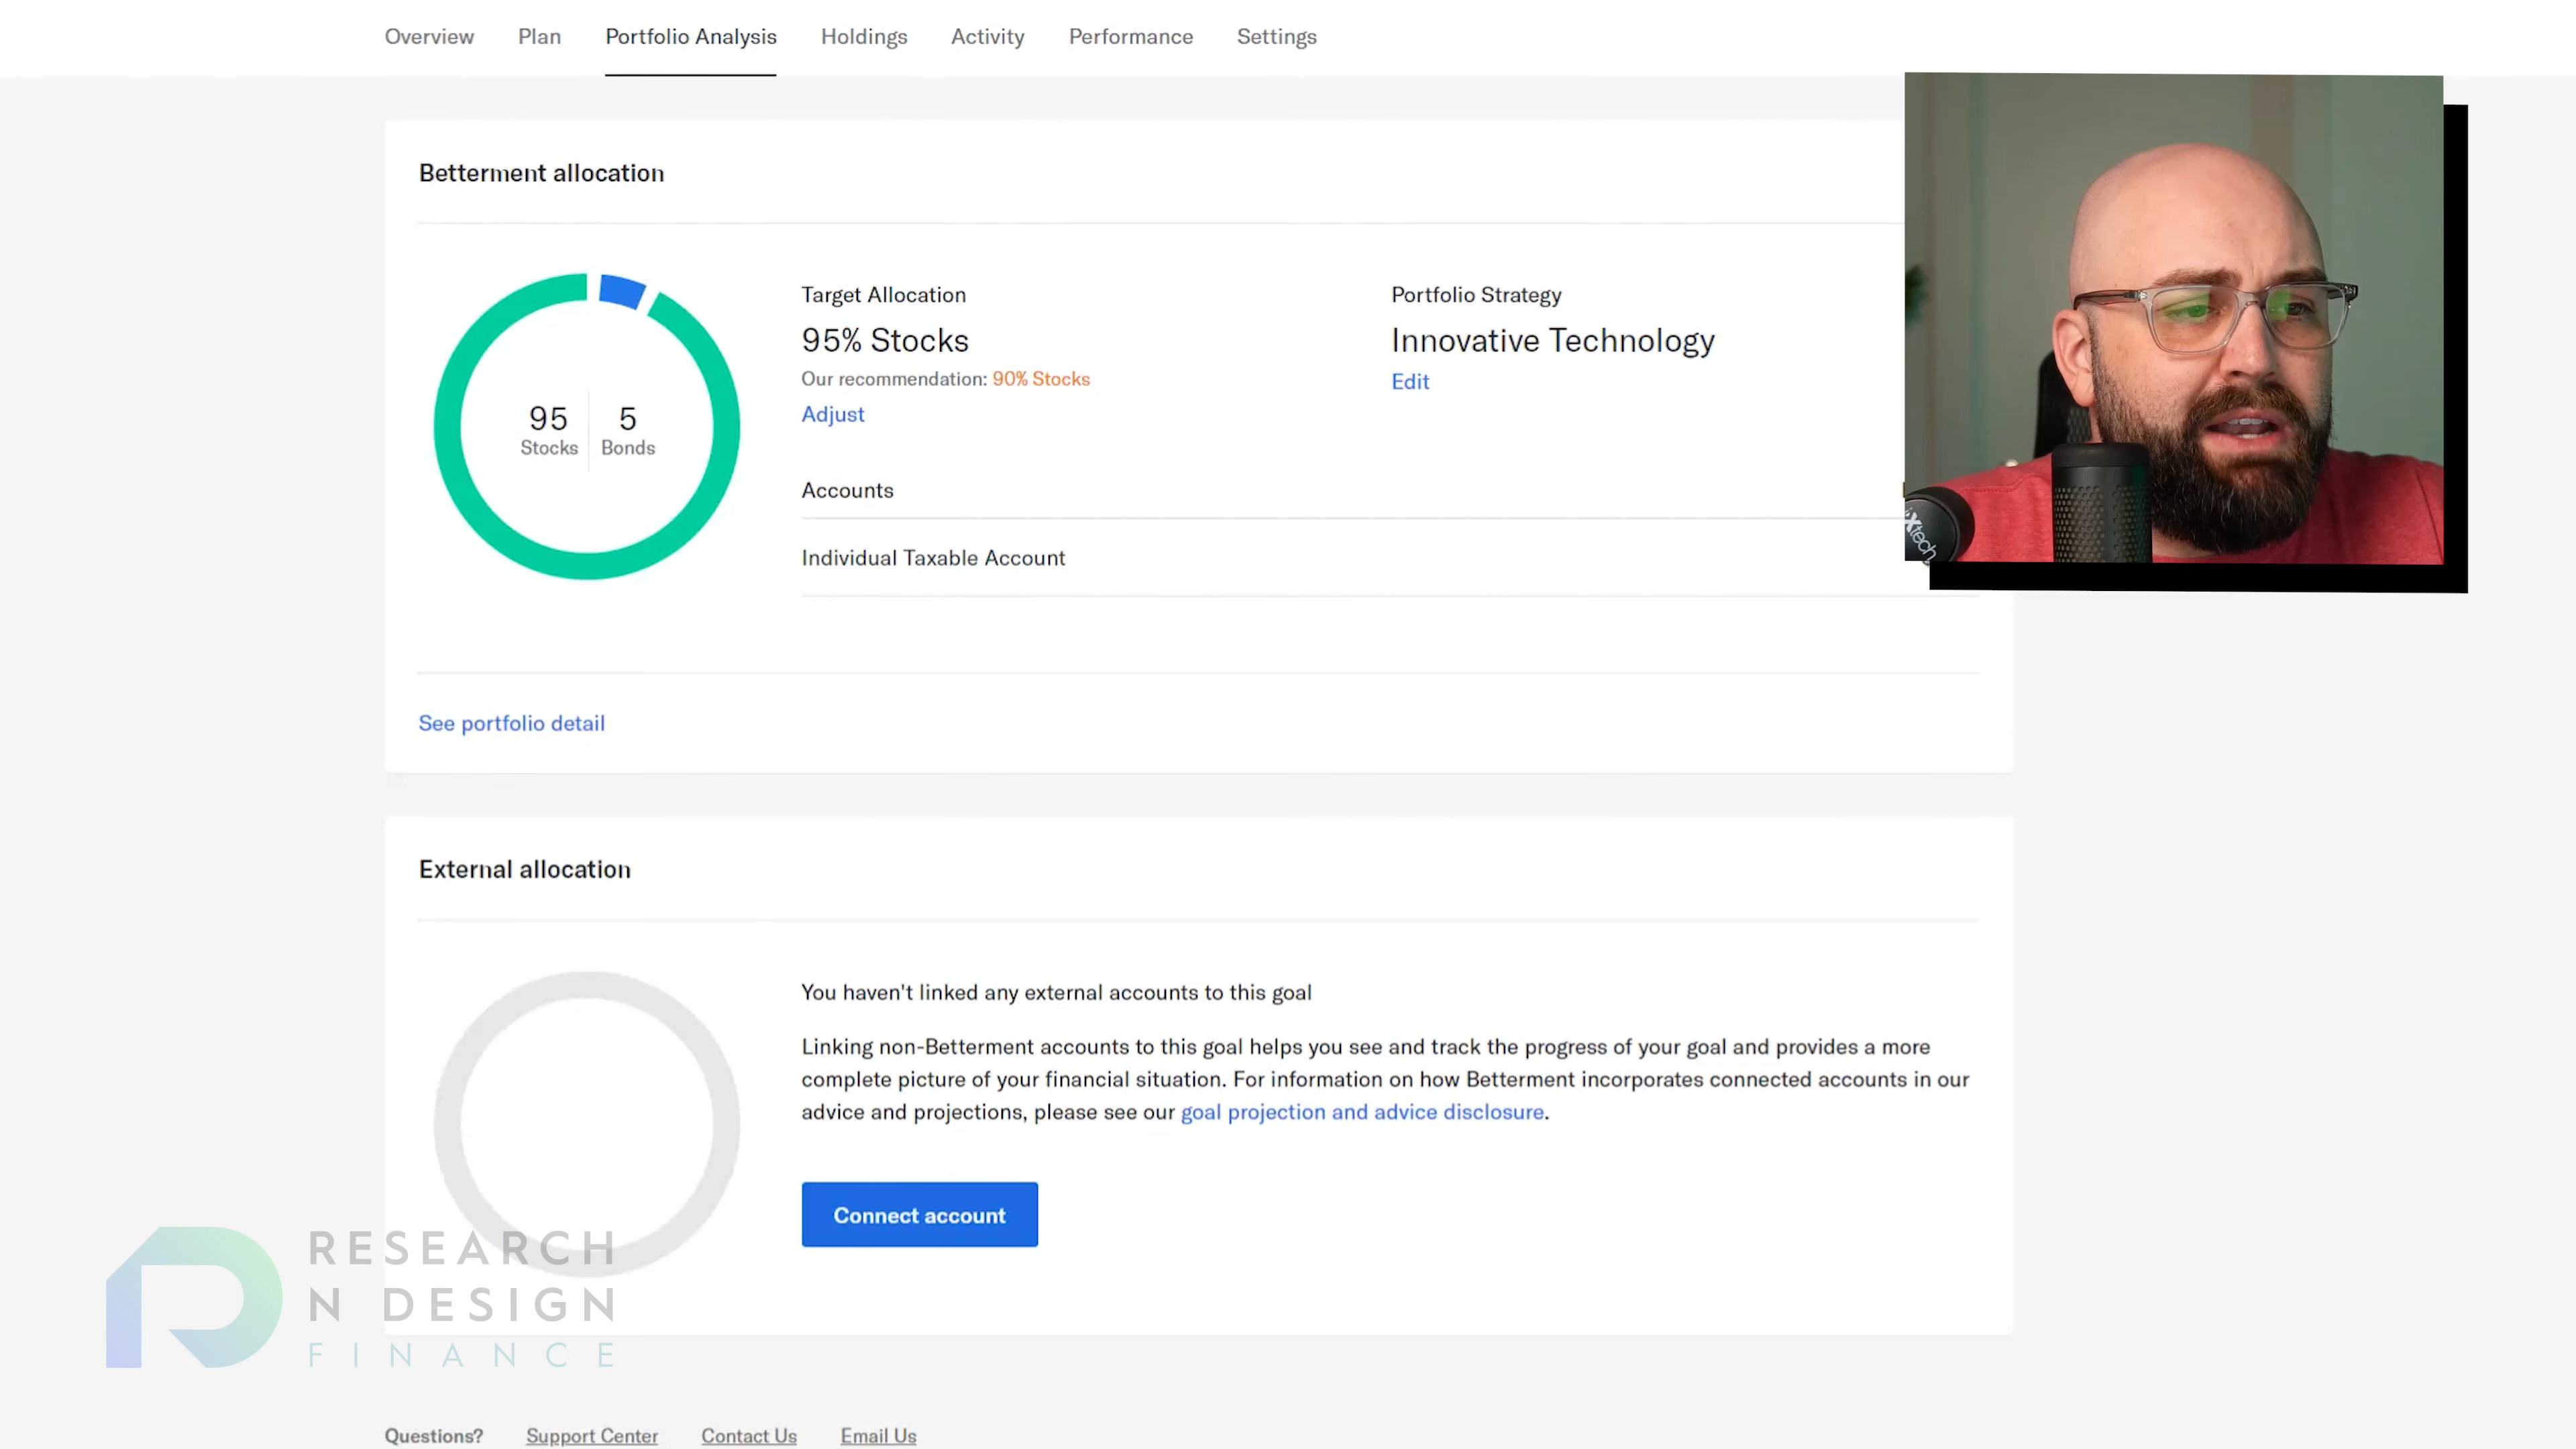 Overview Plan Portfolio Analysis Holdings Activity Performance Settings
Betterment allocation
95 Stocks
5 Bonds
Target Allocation
95% Stocks
Our recommendation: 90% Stocks
Adjust
Portfolio Strategy
Innovative Technology
Edit
Accounts
Individual Taxable Account
See portfolio detail
External allocation
You haven't linked any external accounts to this goal
Linking non-Betterment accounts to this goal helps you see and track the progress of your goal and provides a more
complete picture of your financial situation. For information on how Betterment incorporates connected accounts in our
advice and projections, please see our goal projection and advice disclosure.
Connect account
RESEARCH
N DESIGN
FINANCE
Questions? Support Center Contact Us Email Us